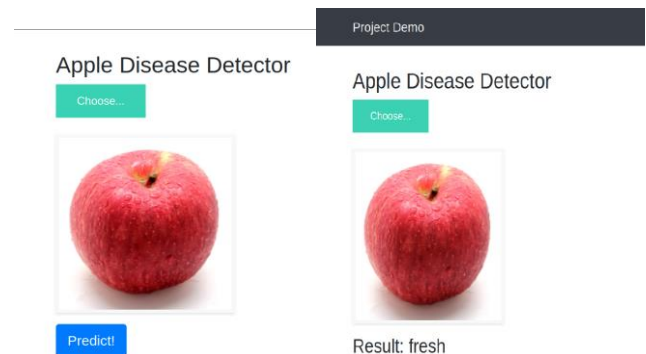 Apple Disease Detector
Choose...
Predict!
Project Demo
Apple Disease Detector
Choose...
Result: fresh